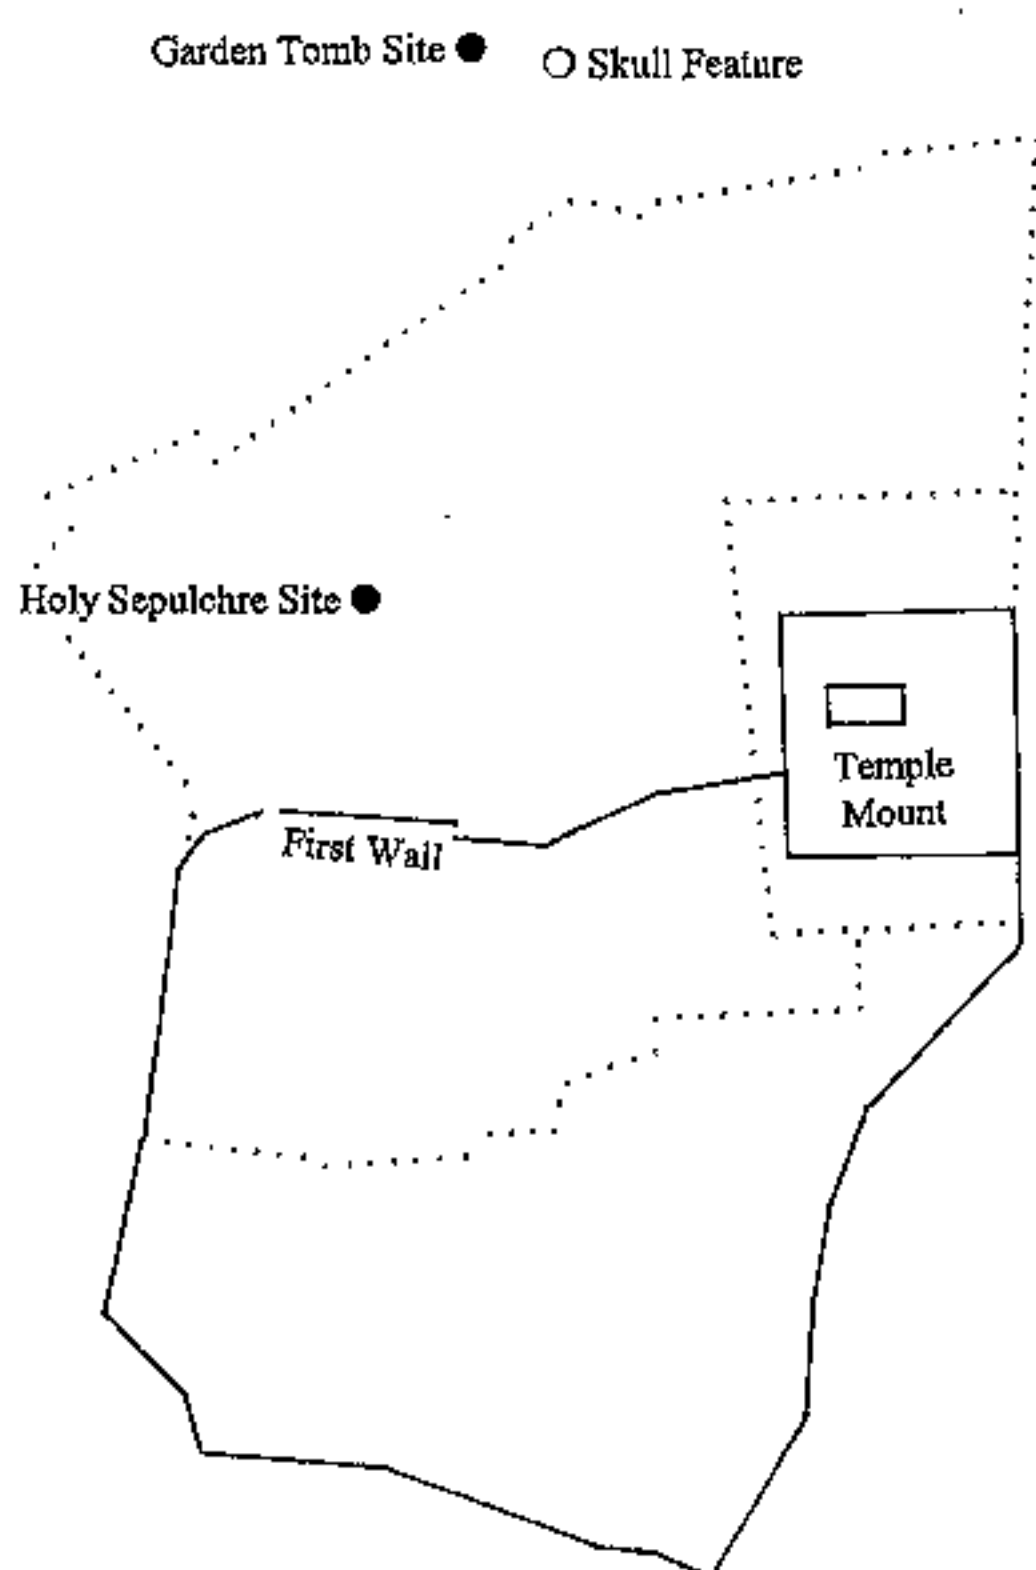 Garden Tomb Site
Skull Feature
Holy Sepulchre Site
Temple
Mount
First Wall